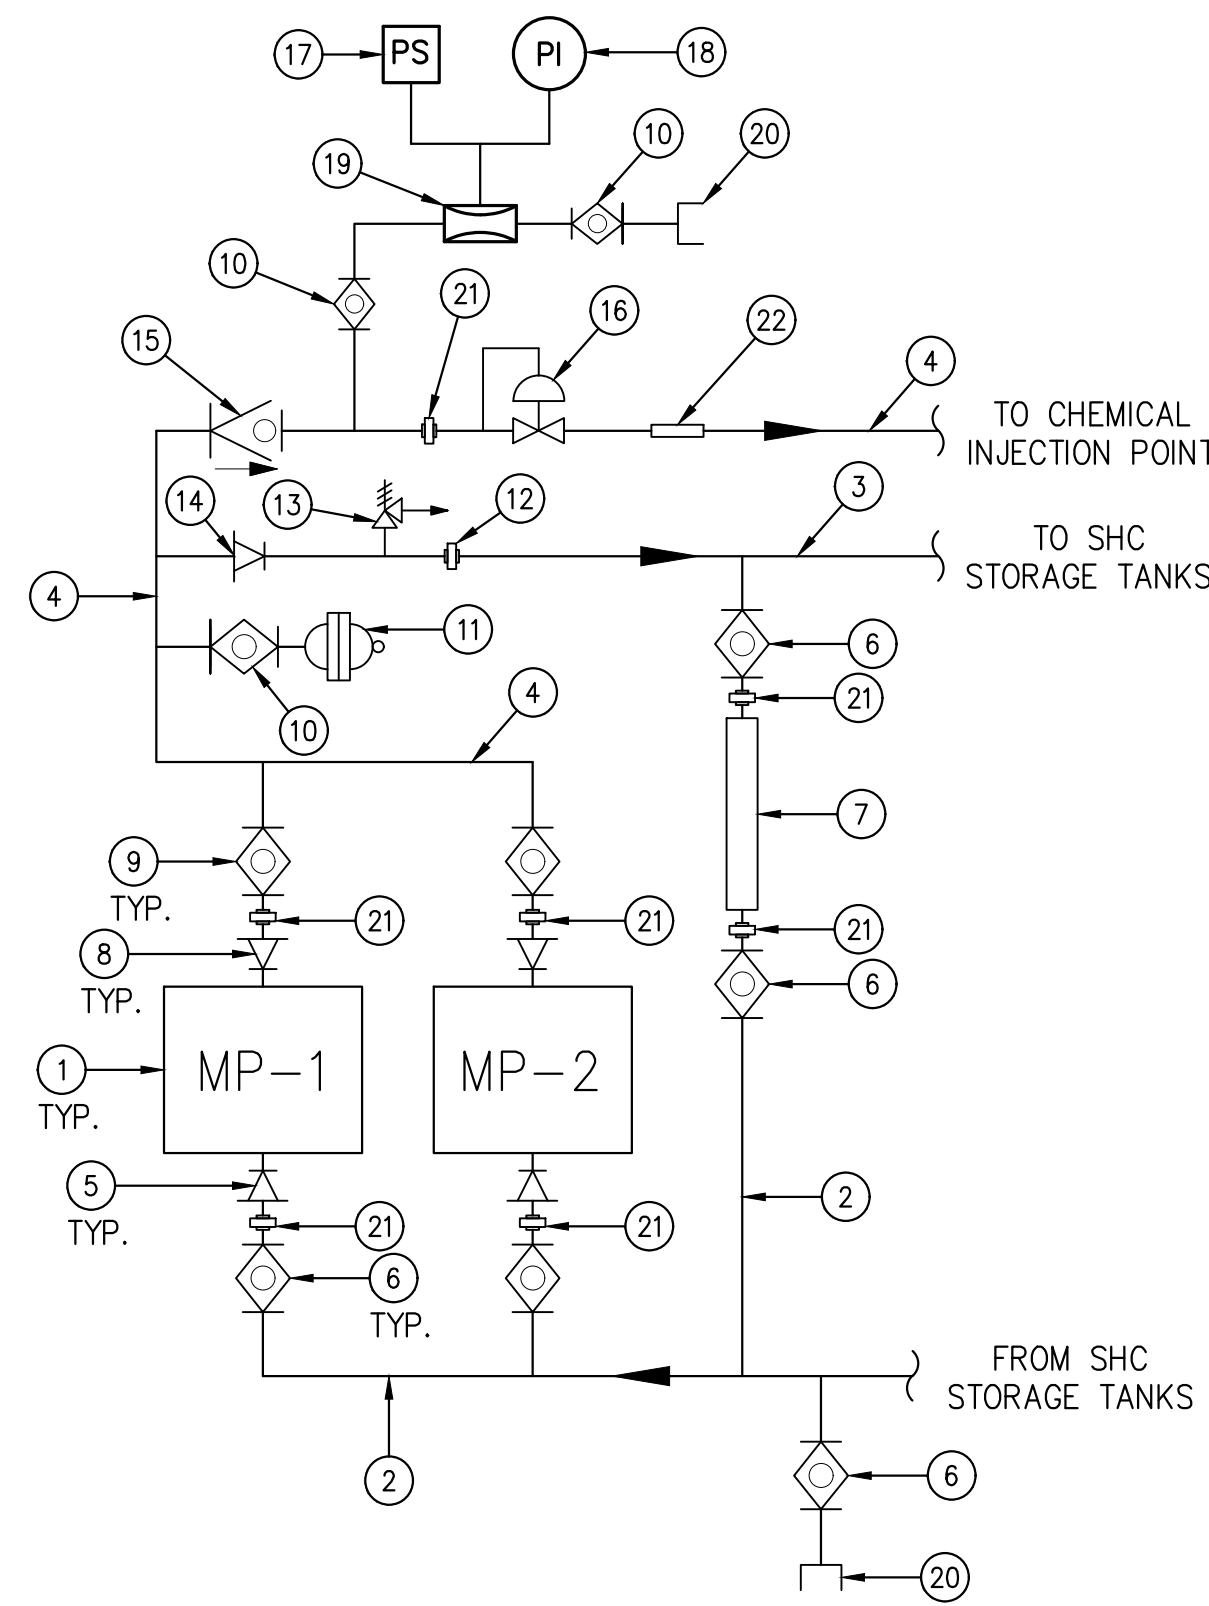 17
PS
PI
18
10
20
19
10
21
16
22
15
4
TO CHEMICAL
INJECTION POINT
14
13
12
3
TO SHC
STORAGE TANKS
4
11
6
10
4
21
7
9
TYP.
21
21
21
8
TYP.
6
1
TYP.
MP-1
MP-2
5
TYP.
2
21
21
6
TYP.
FROM SHC
STORAGE TANKS
2
6
20